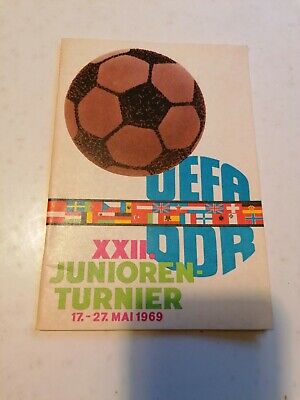 UEFA
DDR
XXII.
JUNIOREN-
TURNIER
17.-27. MAI 1969